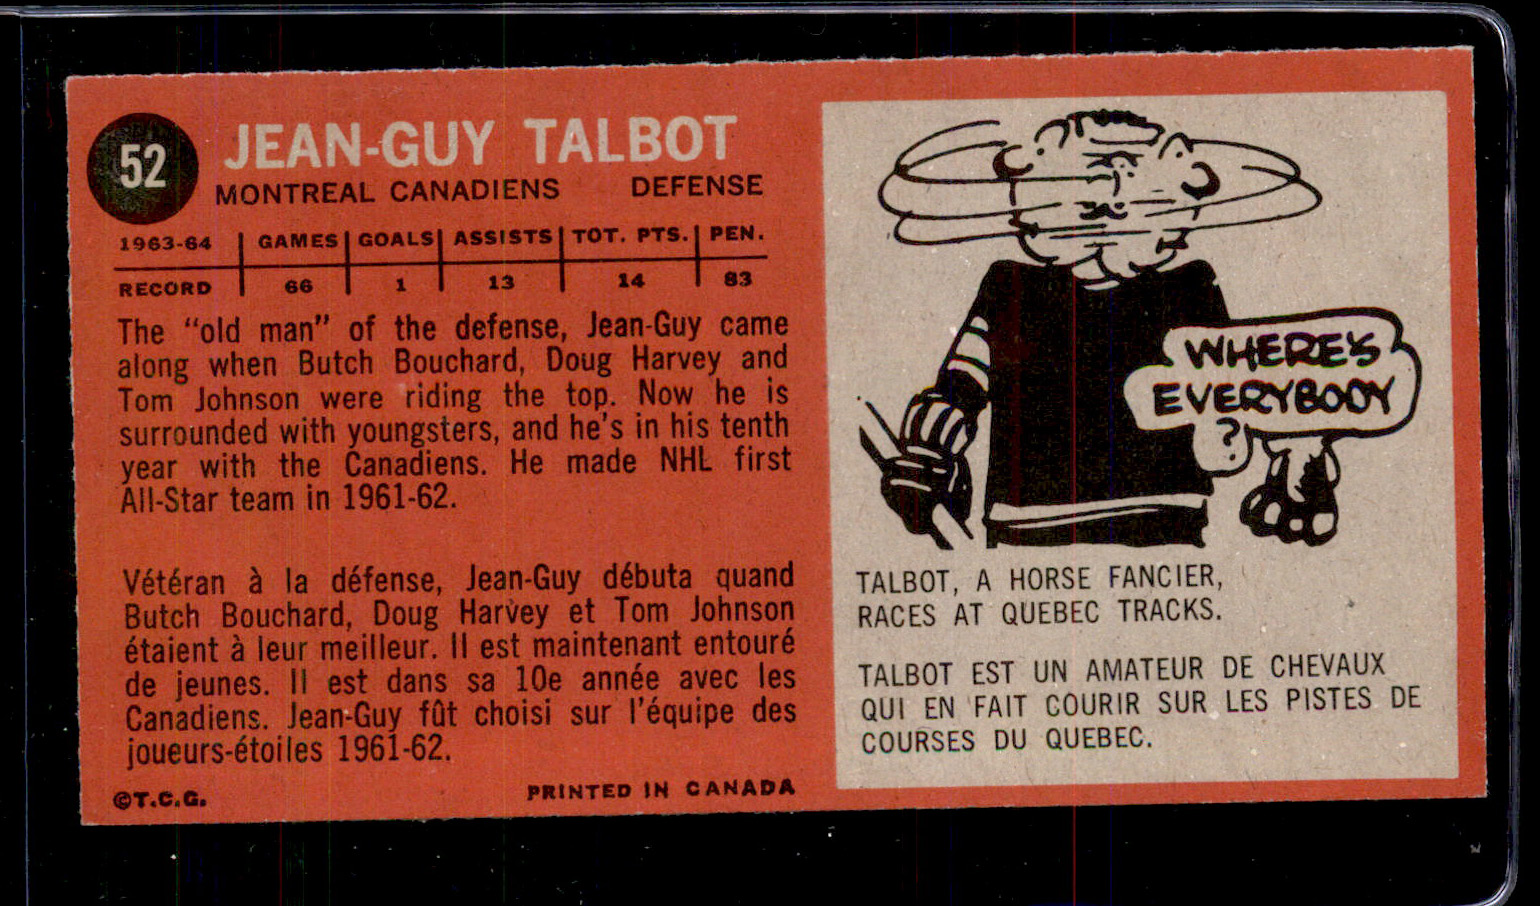 52
JEAN-GUY TALBOT
MONTREAL CANADIENS DEFENSE
1963-64 GAMES GOALS ASSISTS TOT. PTS. PEN.
RECORD 66 1 13 14 83
The “old man” of the defense, Jean-Guy came
along when Butch Bouchard, Doug Harvey and
Tom Johnson were riding the top. Now he is
surrounded with youngsters, and he's in his tenth
year with the Canadiens. He made NHL first
All-Star team in 1961-62.
Vétéran à la défense, Jean-Guy débuta quand
Butch Bouchard, Doug Harvey et Tom Johnson
étaient à leur meilleur. Il est maintenant entouré
de jeunes. Il est dans sa 10e année avec les
Canadiens. Jean-Guy fût choisi sur l'équipe des
joueurs-étoiles 1961-62.
©T.C.G. PRINTED IN CANADA
WHERE'S
EVERYBODY
?
TALBOT, A HORSE FANCIER,
RACES AT QUEBEC TRACKS.
TALBOT EST UN AMATEUR DE CHEVAUX
QUI EN FAIT COURIR SUR LES PISTES DE
COURSES DU QUEBEC.